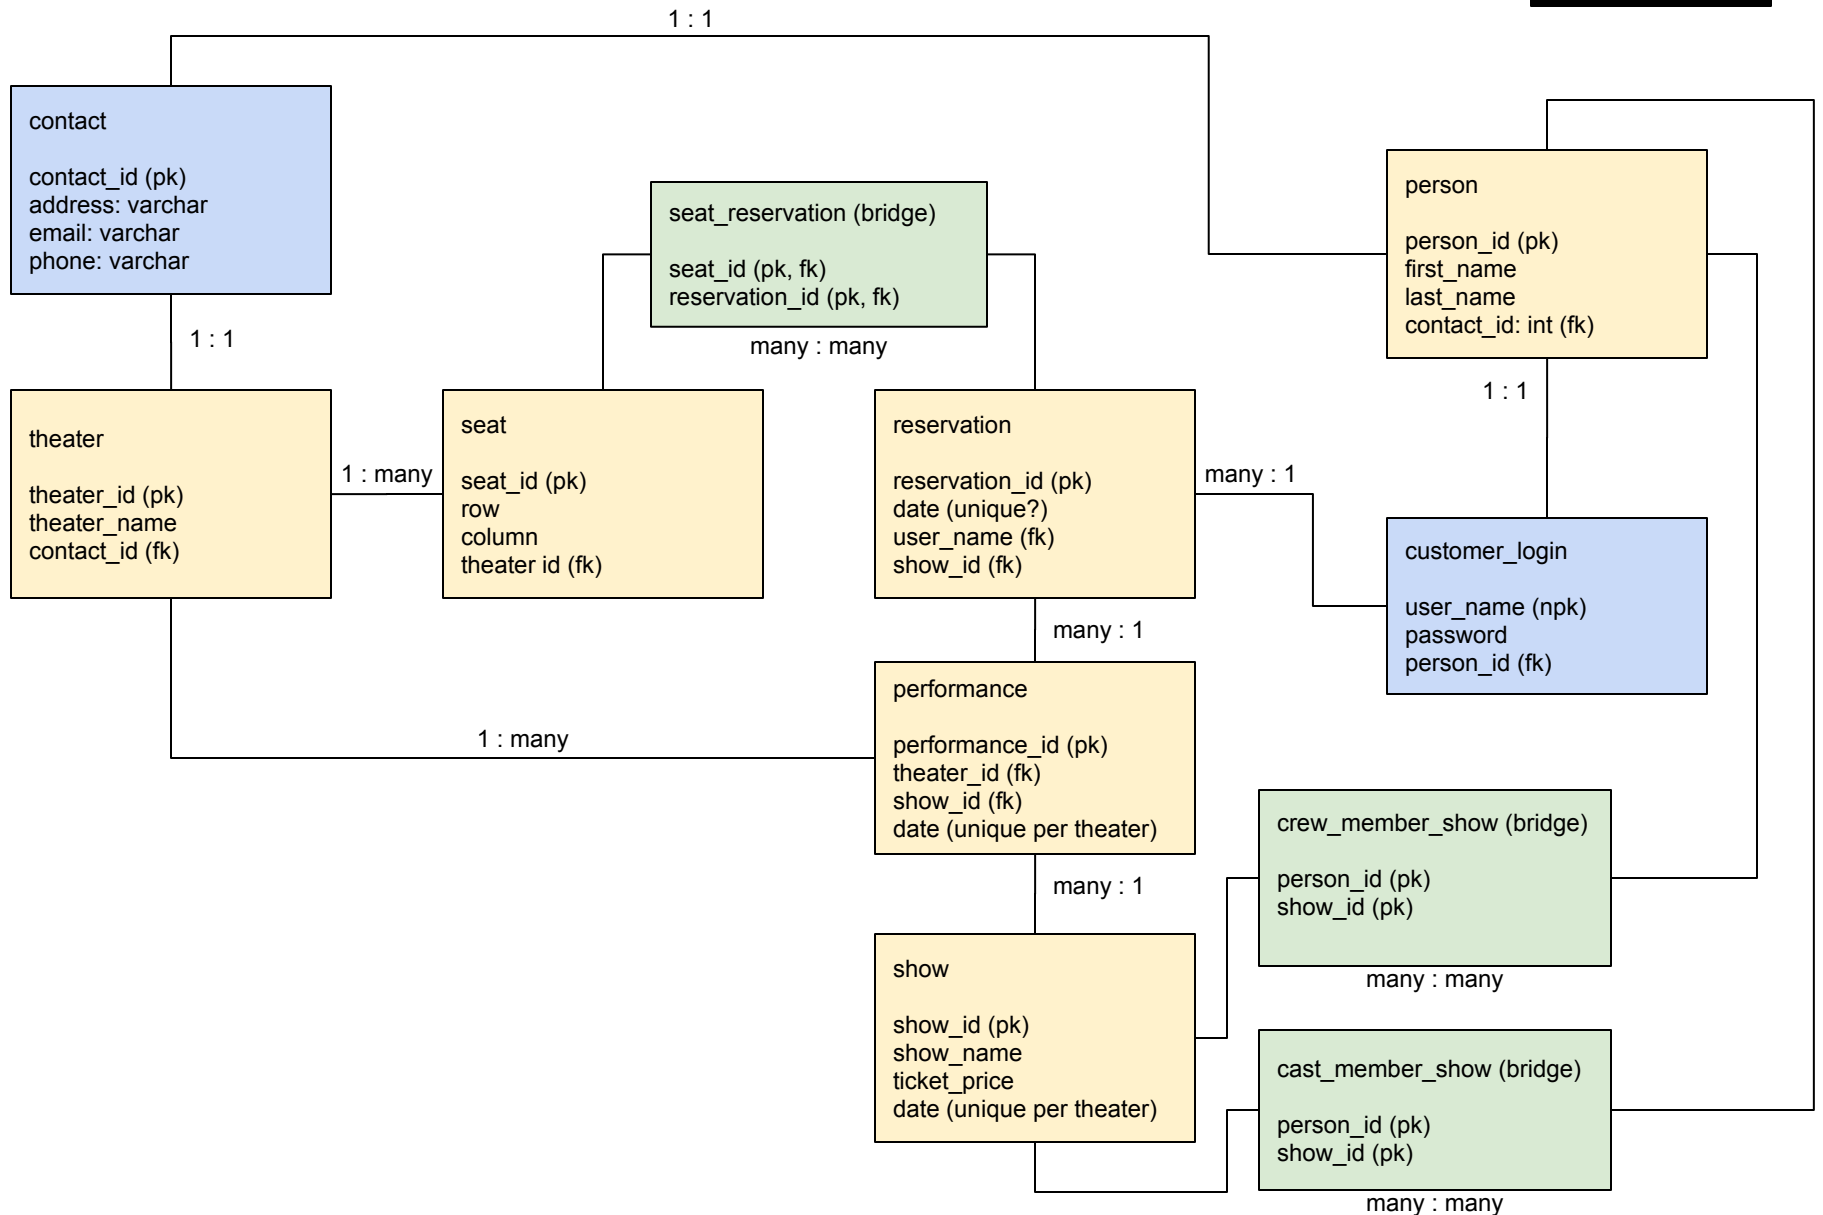 1 : 1
contact
contact_id (pk)
address: varchar
email: varchar
phone: varchar
1 : 1
seat_reservation (bridge)
seat_id (pk, fk)
reservation_id (pk, fk)
many : many
person
person_id (pk)
first_name
last_name
contact_id: int (fk)
1 : 1
theater
theater_id (pk)
theater_name
contact_id (fk)
1 : many
seat
seat_id (pk)
row
column
theater id (fk)
reservation
reservation_id (pk)
date (unique?)
user_name (fk)
show_id (fk)
many : 1
customer_login
user_name (npk)
password
person_id (fk)
many : 1
1 : many
performance
performance_id (pk)
theater_id (fk)
show_id (fk)
date (unique per theater)
many : 1
crew_member_show (bridge)
person_id (pk)
show_id (pk)
many : many
show
show_id (pk)
show_name
ticket_price
date (unique per theater)
cast_member_show (bridge)
person_id (pk)
show_id (pk)
many : many